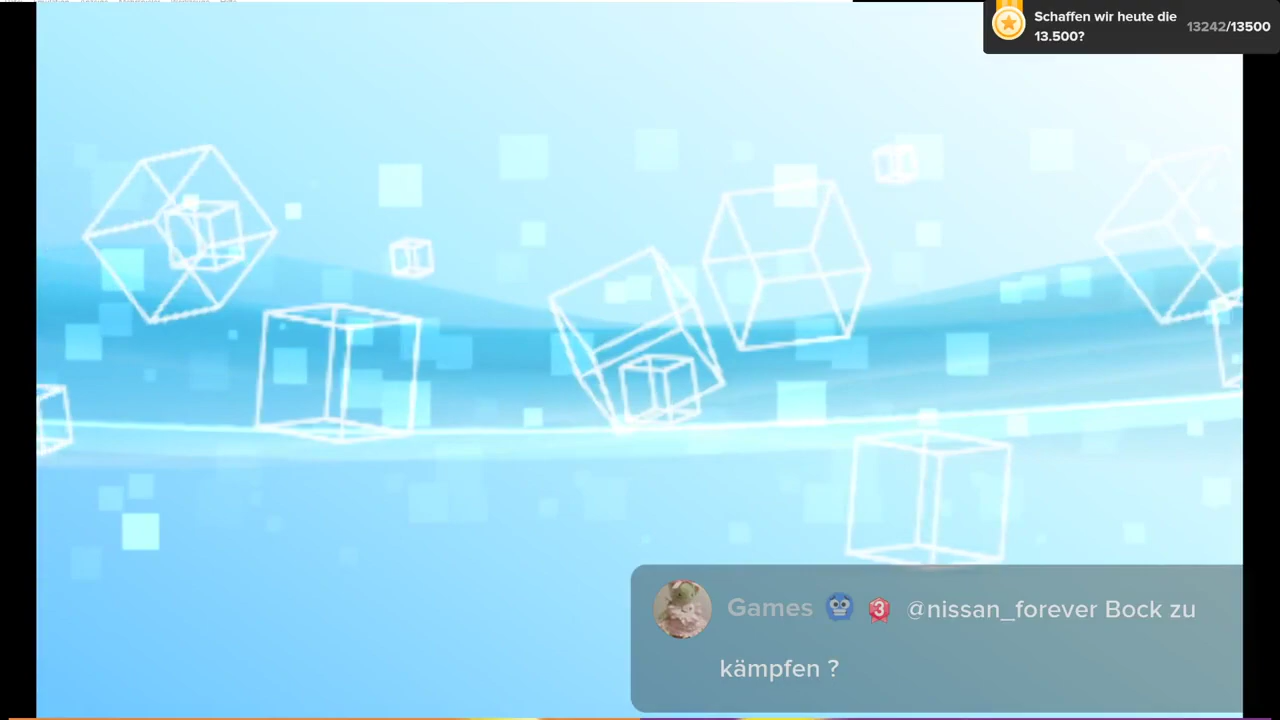 Schaffen wir heute die
13.500?
13242/13500
Games 3 @nissan_forever Bock zu
kämpfen ?